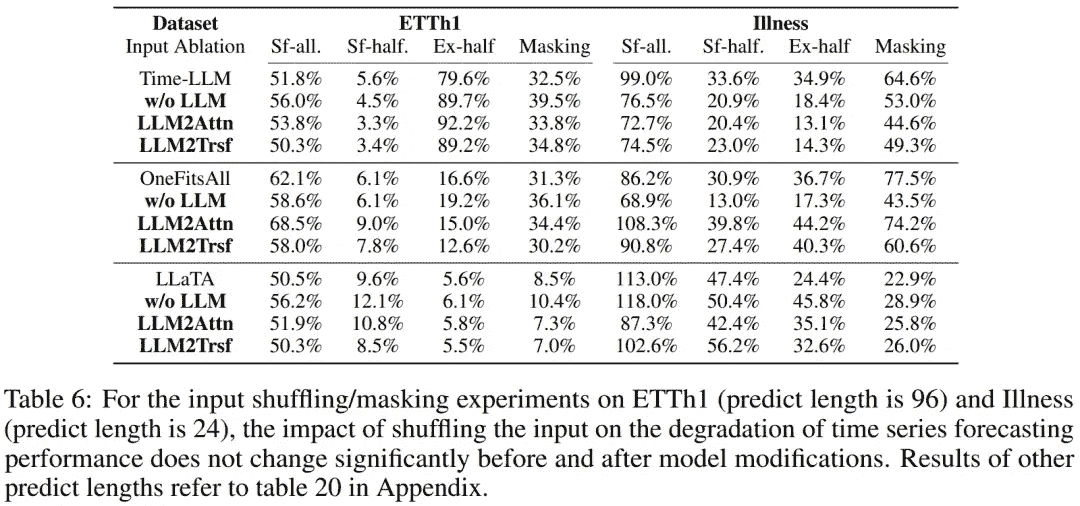 Dataset ETTh1 Illness
Input Ablation Sf-all. Sf-half. Ex-half Masking Sf-all. Sf-half. Ex-half Masking
Time-LLM 51.8% 5.6% 79.6% 32.5% 99.0% 33.6% 34.9% 64.6%
w/o LLM 56.0% 4.5% 89.7% 39.5% 76.5% 20.9% 18.4% 53.0%
LLM2Attn 53.8% 3.3% 92.2% 33.8% 72.7% 20.4% 13.1% 44.6%
LLM2Trsf 50.3% 3.4% 89.2% 34.8% 74.5% 23.0% 14.3% 49.3%
OneFitsAll 62.1% 6.1% 16.6% 31.3% 86.2% 30.9% 36.7% 77.5%
w/o LLM 58.6% 6.1% 19.2% 36.1% 68.9% 13.0% 17.3% 43.5%
LLM2Attn 68.5% 9.0% 15.0% 34.4% 108.3% 39.8% 44.2% 74.2%
LLM2Trsf 58.0% 7.8% 12.6% 30.2% 90.8% 27.4% 40.3% 60.6%
LLaTA 50.5% 9.6% 5.6% 8.5% 113.0% 47.4% 24.4% 22.9%
w/o LLM 56.2% 12.1% 6.1% 10.4% 118.0% 50.4% 45.8% 28.9%
LLM2Attn 51.9% 10.8% 5.8% 7.3% 87.3% 42.4% 35.1% 25.8%
LLM2Trsf 50.3% 8.5% 5.5% 7.0% 102.6% 56.2% 32.6% 26.0%
Table 6: For the input shuffling/masking experiments on ETTh1 (predict length is 96) and Illness
(predict length is 24), the impact of shuffling the input on the degradation of time series forecasting
performance does not change significantly before and after model modifications. Results of other
predict lengths refer to table 20 in Appendix.